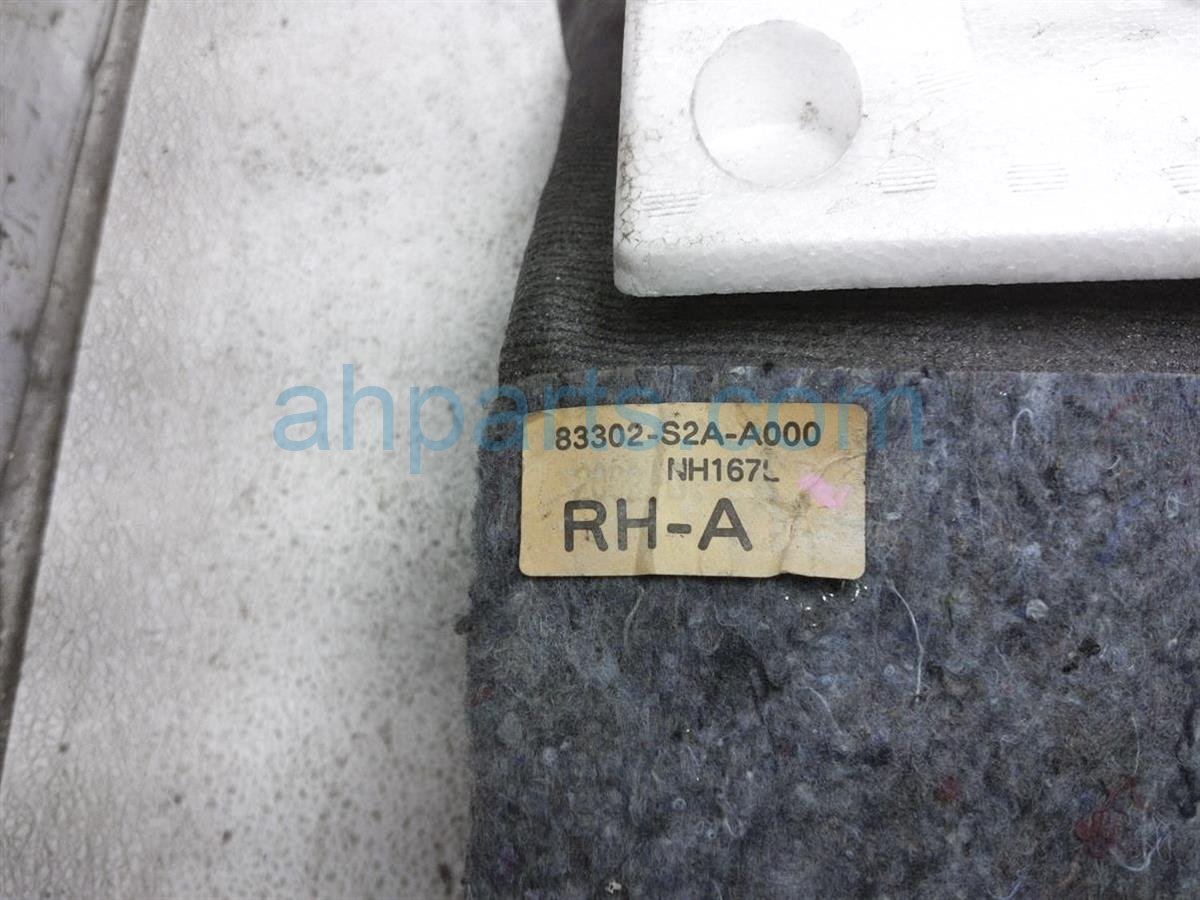 ahparts.com
83302-S2A-A000
NH167L
RH-A